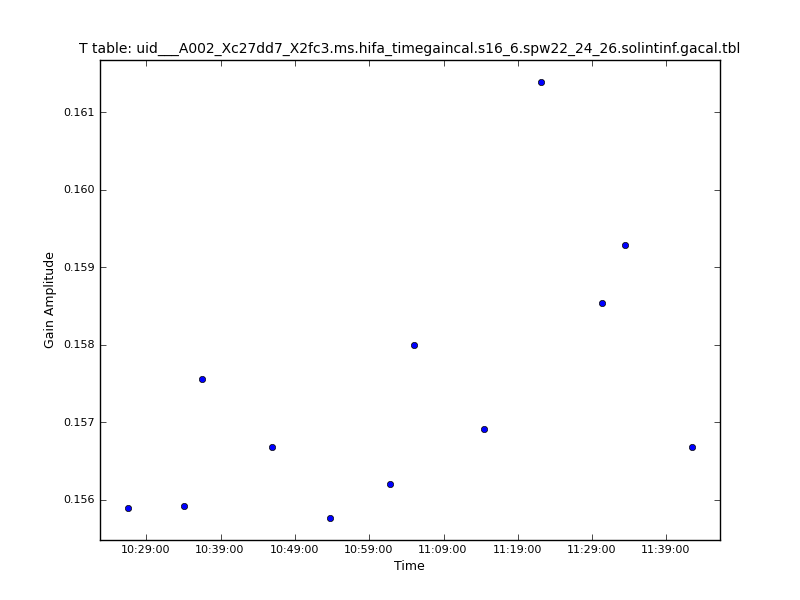 T table: uid___A002_Xc27dd7_X2fc3.ms.hifa_timegaincal.s16_6.spw22_24_26.solintinf.gacal.tbl
0.161
0.160
0.159
0.158
0.157
0.156
Gain Amplitude
10:29:00 10:39:00 10:49:00 10:59:00 11:09:00 11:19:00 11:29:00 11:39:00
Time